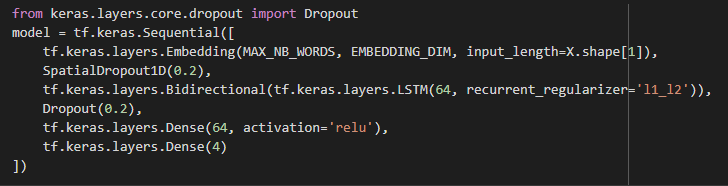 from keras.layers.core.dropout import Dropout
model = tf.keras.Sequential([
    tf.keras.layers.Embedding(MAX_NB_WORDS, EMBEDDING_DIM, input_length=X.shape[1]),
    SpatialDropout1D(0.2),
    tf.keras.layers.Bidirectional(tf.keras.layers.LSTM(64, recurrent_regularizer='l1_l2')),
    Dropout(0.2),
    tf.keras.layers.Dense(64, activation='relu'),
    tf.keras.layers.Dense(4)
])